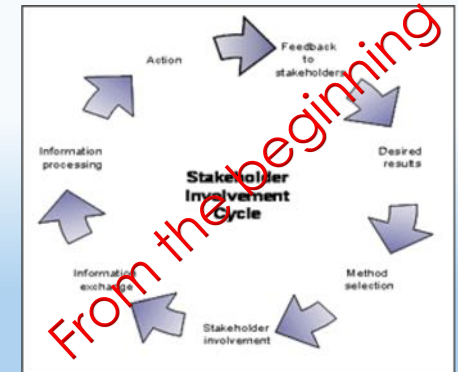 Action
Feedback
to
stakeholders
Desired
results
Method
selection
Stakeholder
involvement
Information
exchange
Information
processing
Stakeholder
Involvement
Cycle
From the beginning